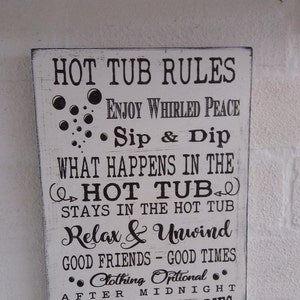 HOT TUB RULES
ENJOY WHIRLED PEACE
Sip & Dip
WHAT HAPPENS IN THE
HOT TUB
STAYS IN THE HOT TUB
Relax & Unwind
GOOD FRIENDS - GOOD TIMES
Clothing Optional
AFTER MIDNIGHT